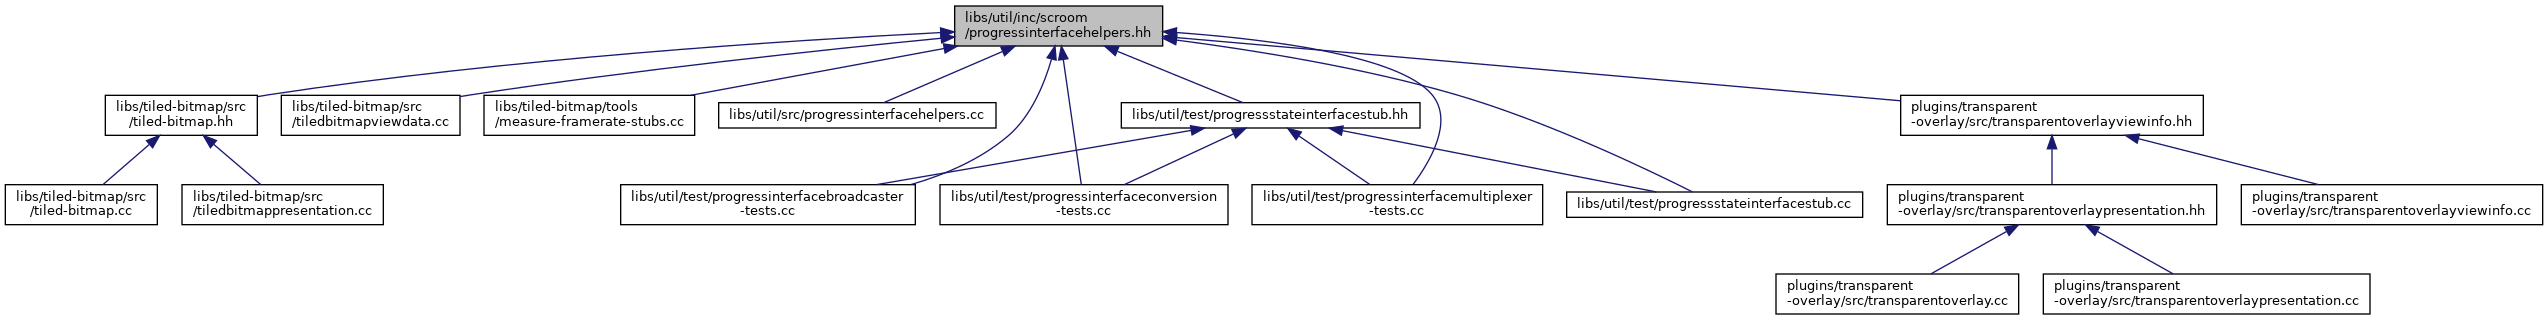 libs/util/inc/scroom
/progressinterfacehelpers.hh
libs/tiled-bitmap/src
/tiled-bitmap.hh
libs/tiled-bitmap/src
/tiledbitmapviewdata.cc
libs/tiled-bitmap/tools
/measure-framerate-stubs.cc
libs/util/src/progressinterfacehelpers.cc
libs/util/test/progressstateinterfacestub.hh
plugins/transparent
-overlay/src/transparentoverlayviewinfo.hh
libs/tiled-bitmap/src
/tiled-bitmap.cc
libs/tiled-bitmap/src
/tiledbitmappresentation.cc
libs/util/test/progressinterfacebroadcaster
-tests.cc
libs/util/test/progressinterfaceconversion
-tests.cc
libs/util/test/progressinterfacemultiplexer
-tests.cc
libs/util/test/progressstateinterfacestub.cc
plugins/transparent
-overlay/src/transparentoverlaypresentation.hh
plugins/transparent
-overlay/src/transparentoverlayviewinfo.cc
plugins/transparent
-overlay/src/transparentoverlay.cc
plugins/transparent
-overlay/src/transparentoverlaypresentation.cc